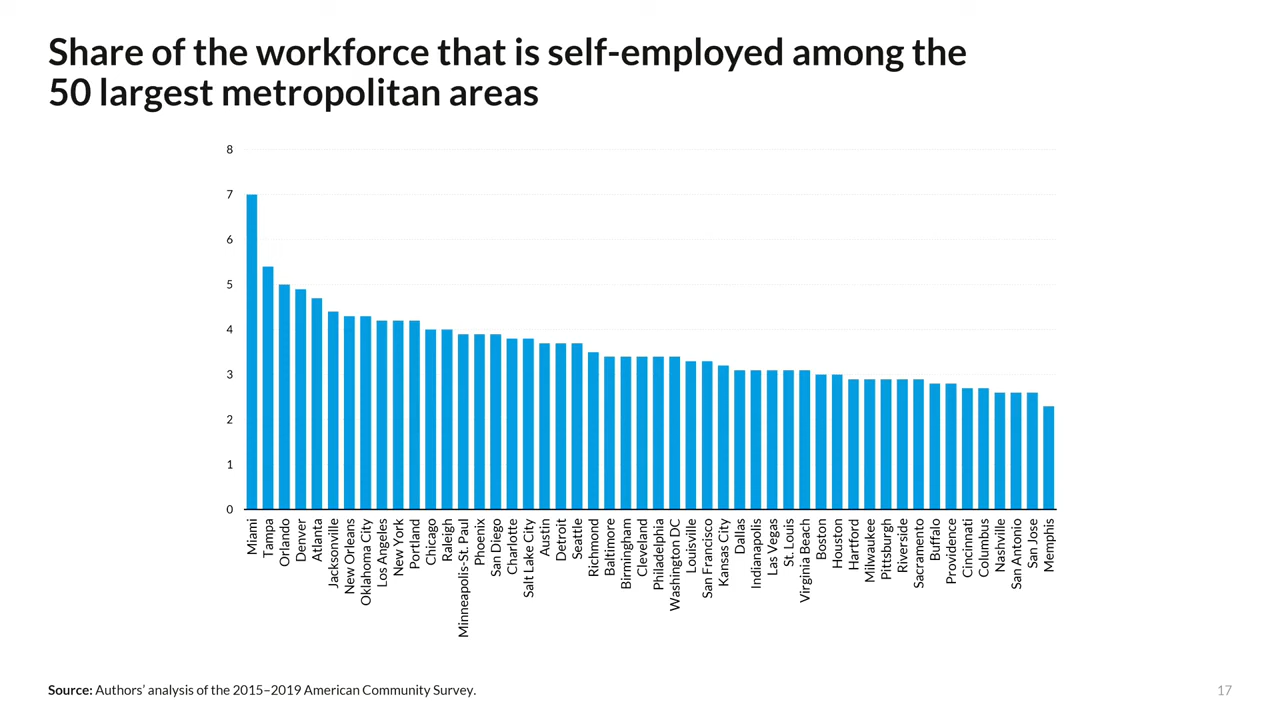 Share of the workforce that is self-employed among the
50 largest metropolitan areas
8
7
6
5
4
3
2
1
0
Miami
Tampa
Orlando
Denver
Atlanta
Jacksonville
New Orleans
Oklahoma City
Los Angeles
New York
Portland
Chicago
Raleigh
Minneapolis-St. Paul
Phoenix
San Diego
Charlotte
Salt Lake City
Austin
Detroit
Seattle
Richmond
Baltimore
Birmingham
Cleveland
Philadelphia
Washington DC
Louisville
San Francisco
Kansas City
Dallas
Indianapolis
Las Vegas
St. Louis
Virginia Beach
Boston
Houston
Hartford
Milwaukee
Pittsburgh
Riverside
Sacramento
Buffalo
Providence
Cincinnati
Columbus
Nashville
San Antonio
San Jose
Memphis
Source: Authors’ analysis of the 2015–2019 American Community Survey.
17